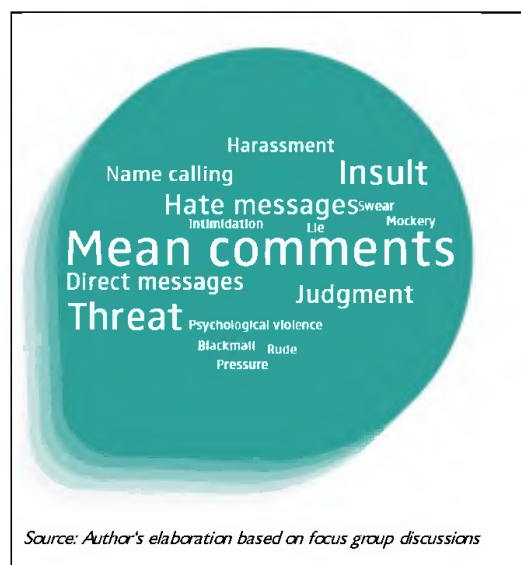 Harassment
Name calling
Insult
Hate messages
Swear
Intimidation
Lie
Mockery
Mean comments
Direct messages
Judgment
Threat
Psychological violence
Blackmail
Rude
Pressure
Source: Author's elaboration based on focus group discussions